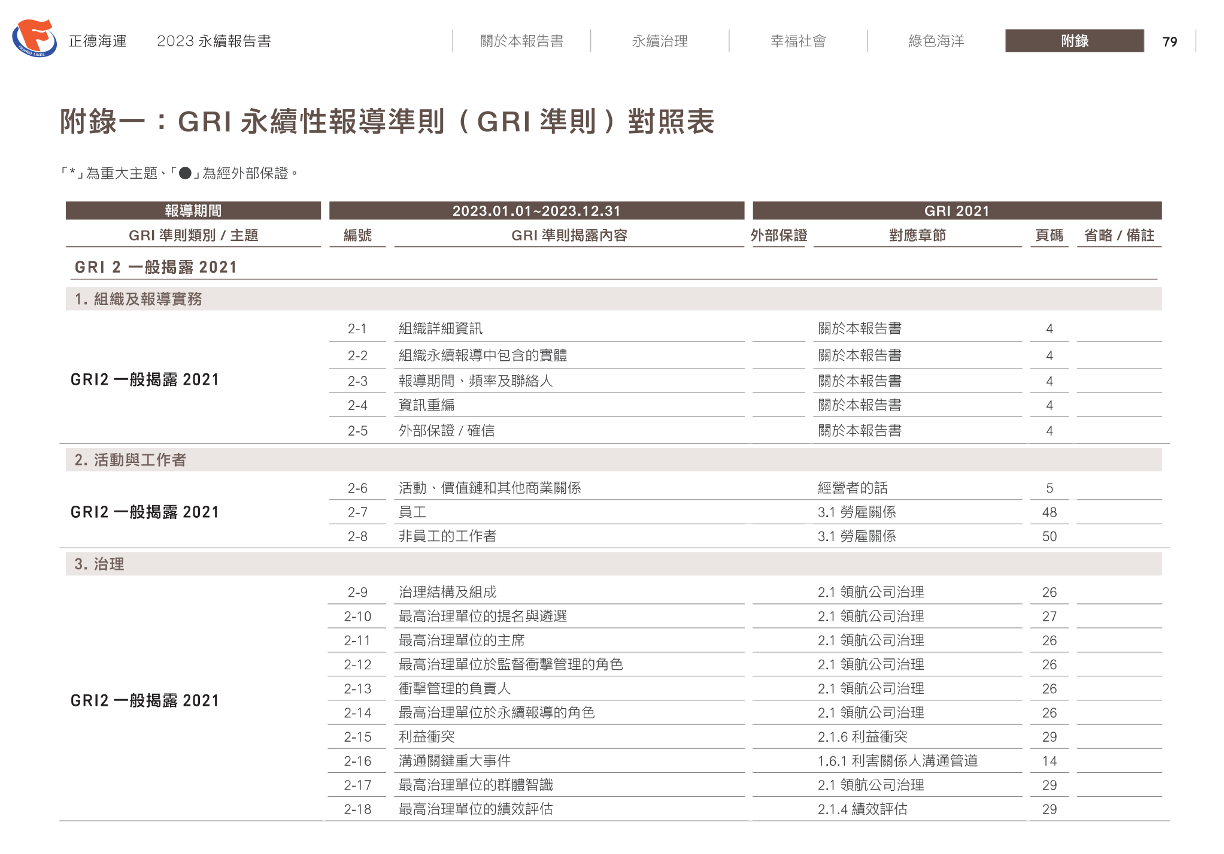 正德海運 2023 永續報告書 關於本報告書 永續治理 幸福社會 綠色海洋 附錄 79
附錄一：GRI 永續性報導準則（GRI 準則）對照表
「*」為重大主題、「●」為經外部保證。
報導期間 2023.01.01~2023.12.31 GRI 2021
GRI 準則類別 / 主題 編號 GRI 準則揭露內容 外部保證 對應章節 頁碼 省略 / 備註
GRI 2 一般揭露 2021
1. 組織及報導實務
GRI2 一般揭露 2021
2-1 組織詳細資訊 關於本報告書 4
2-2 組織永續報導中包含的實體 關於本報告書 4
2-3 報導期間、頻率及聯絡人 關於本報告書 4
2-4 資訊重編 關於本報告書 4
2-5 外部保證 / 確信 關於本報告書 4
2. 活動與工作者
GRI2 一般揭露 2021
2-6 活動、價值鏈和其他商業關係 經營者的話 5
2-7 員工 3.1 勞雇關係 48
2-8 非員工的工作者 3.1 勞雇關係 50
3. 治理
GRI2 一般揭露 2021
2-9 治理結構及組成 2.1 領航公司治理 26
2-10 最高治理單位的提名與遴選 2.1 領航公司治理 27
2-11 最高治理單位的主席 2.1 領航公司治理 26
2-12 最高治理單位於監督衝擊管理的角色 2.1 領航公司治理 26
2-13 衝擊管理的負責人 2.1 領航公司治理 26
2-14 最高治理單位於永續報導的角色 2.1 領航公司治理 26
2-15 利益衝突 2.1.6 利益衝突 29
2-16 溝通關鍵重大事件 1.6.1 利害關係人溝通管道 14
2-17 最高治理單位的群體智識 2.1 領航公司治理 29
2-18 最高治理單位的績效評估 2.1.4 績效評估 29